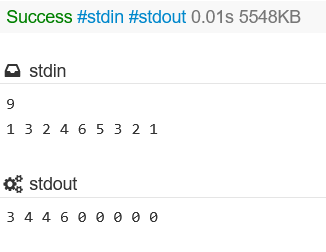 Success #stdin #stdout 0.01s 5548KB
stdin
9
1 3 2 4 6 5 3 2 1
stdout
3 4 4 6 0 0 0 0 0